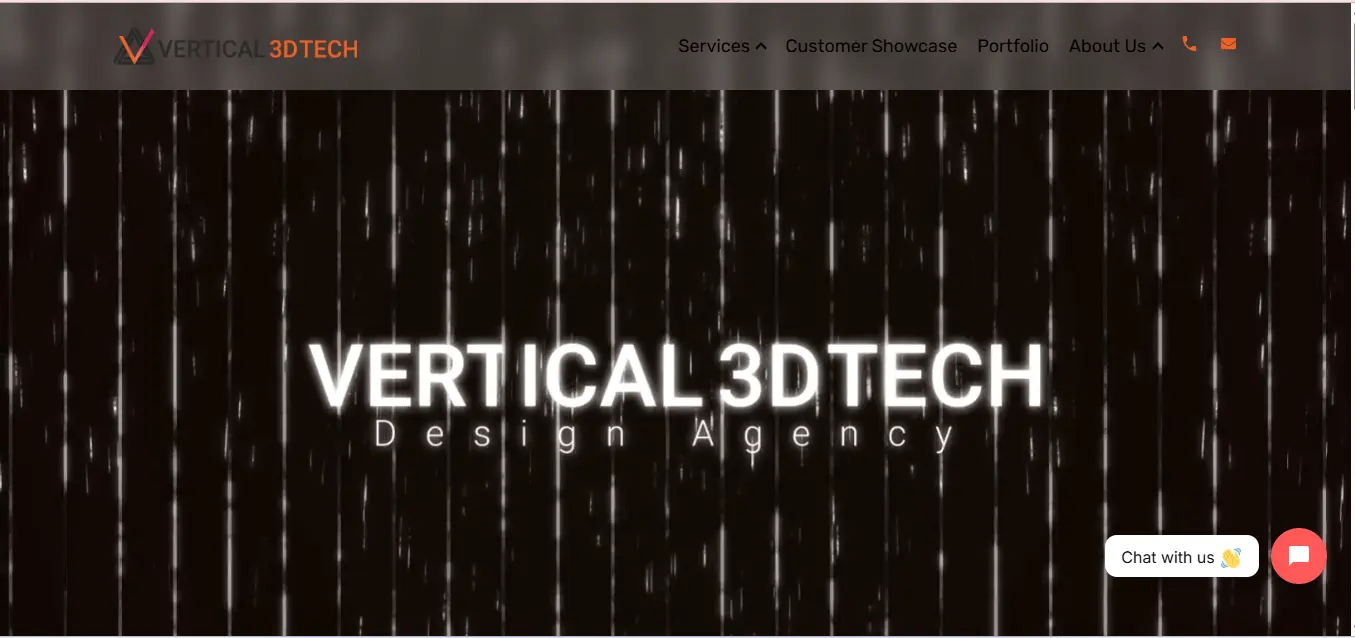 VERTICAL 3DTECH
Services Customer Showcase Portfolio About Us
VERTICAL 3DTECH
Design Agency
Chat with us 👋